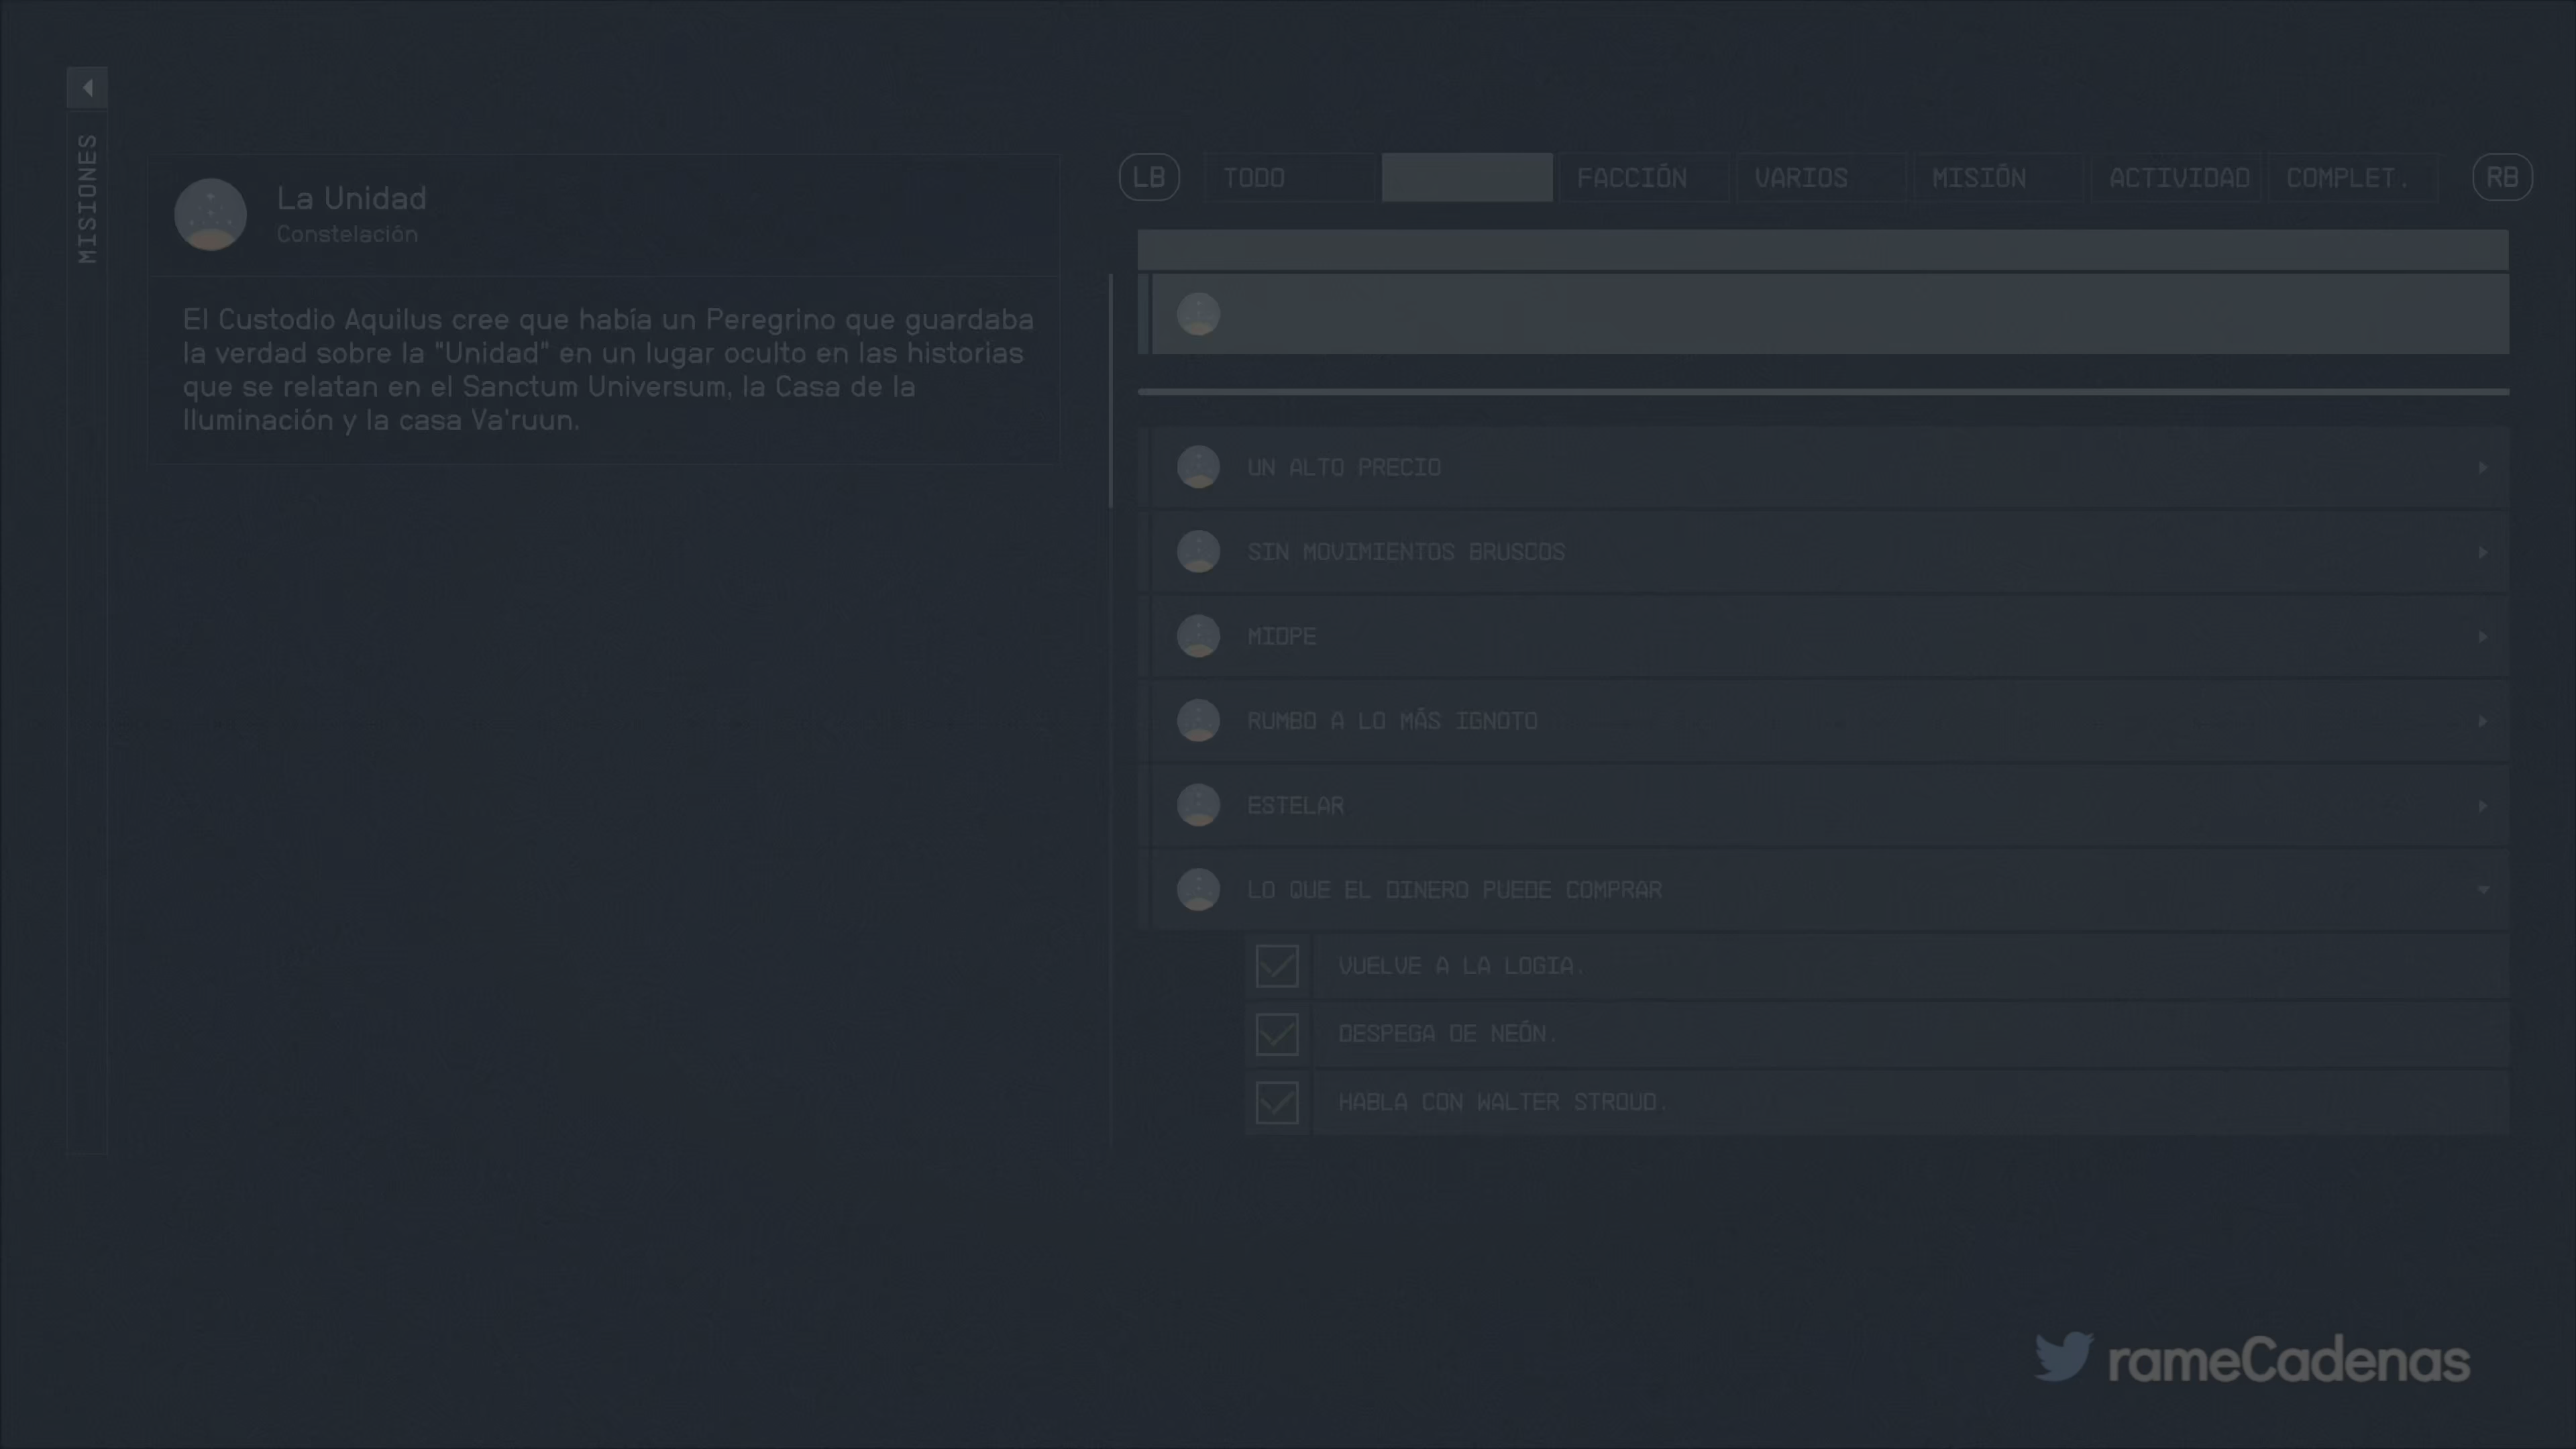 MISIONES
La Unidad
Constelación
El Custodio Aquilus cree que había un Peregrino que guardaba
la verdad sobre la "Unidad" en un lugar oculto en las historias
que se relatan en el Sanctum Universum, la Casa de la
Iluminación y la casa Va'ruun.
LB TODO FACCIÓN VARIOS MISIÓN ACTIVIDAD COMPLET. RB
UN ALTO PRECIO
SIN MOVIMIENTOS BRUSCOS
MIOPE
RUMBO A LO MÁS IGNOTO
ESTELAR
LO QUE EL DINERO PUEDE COMPRAR
VUELVE A LA LOGIA.
DESPEGA DE NEÓN.
HABLA CON WALTER STROUD.
rameCadenas